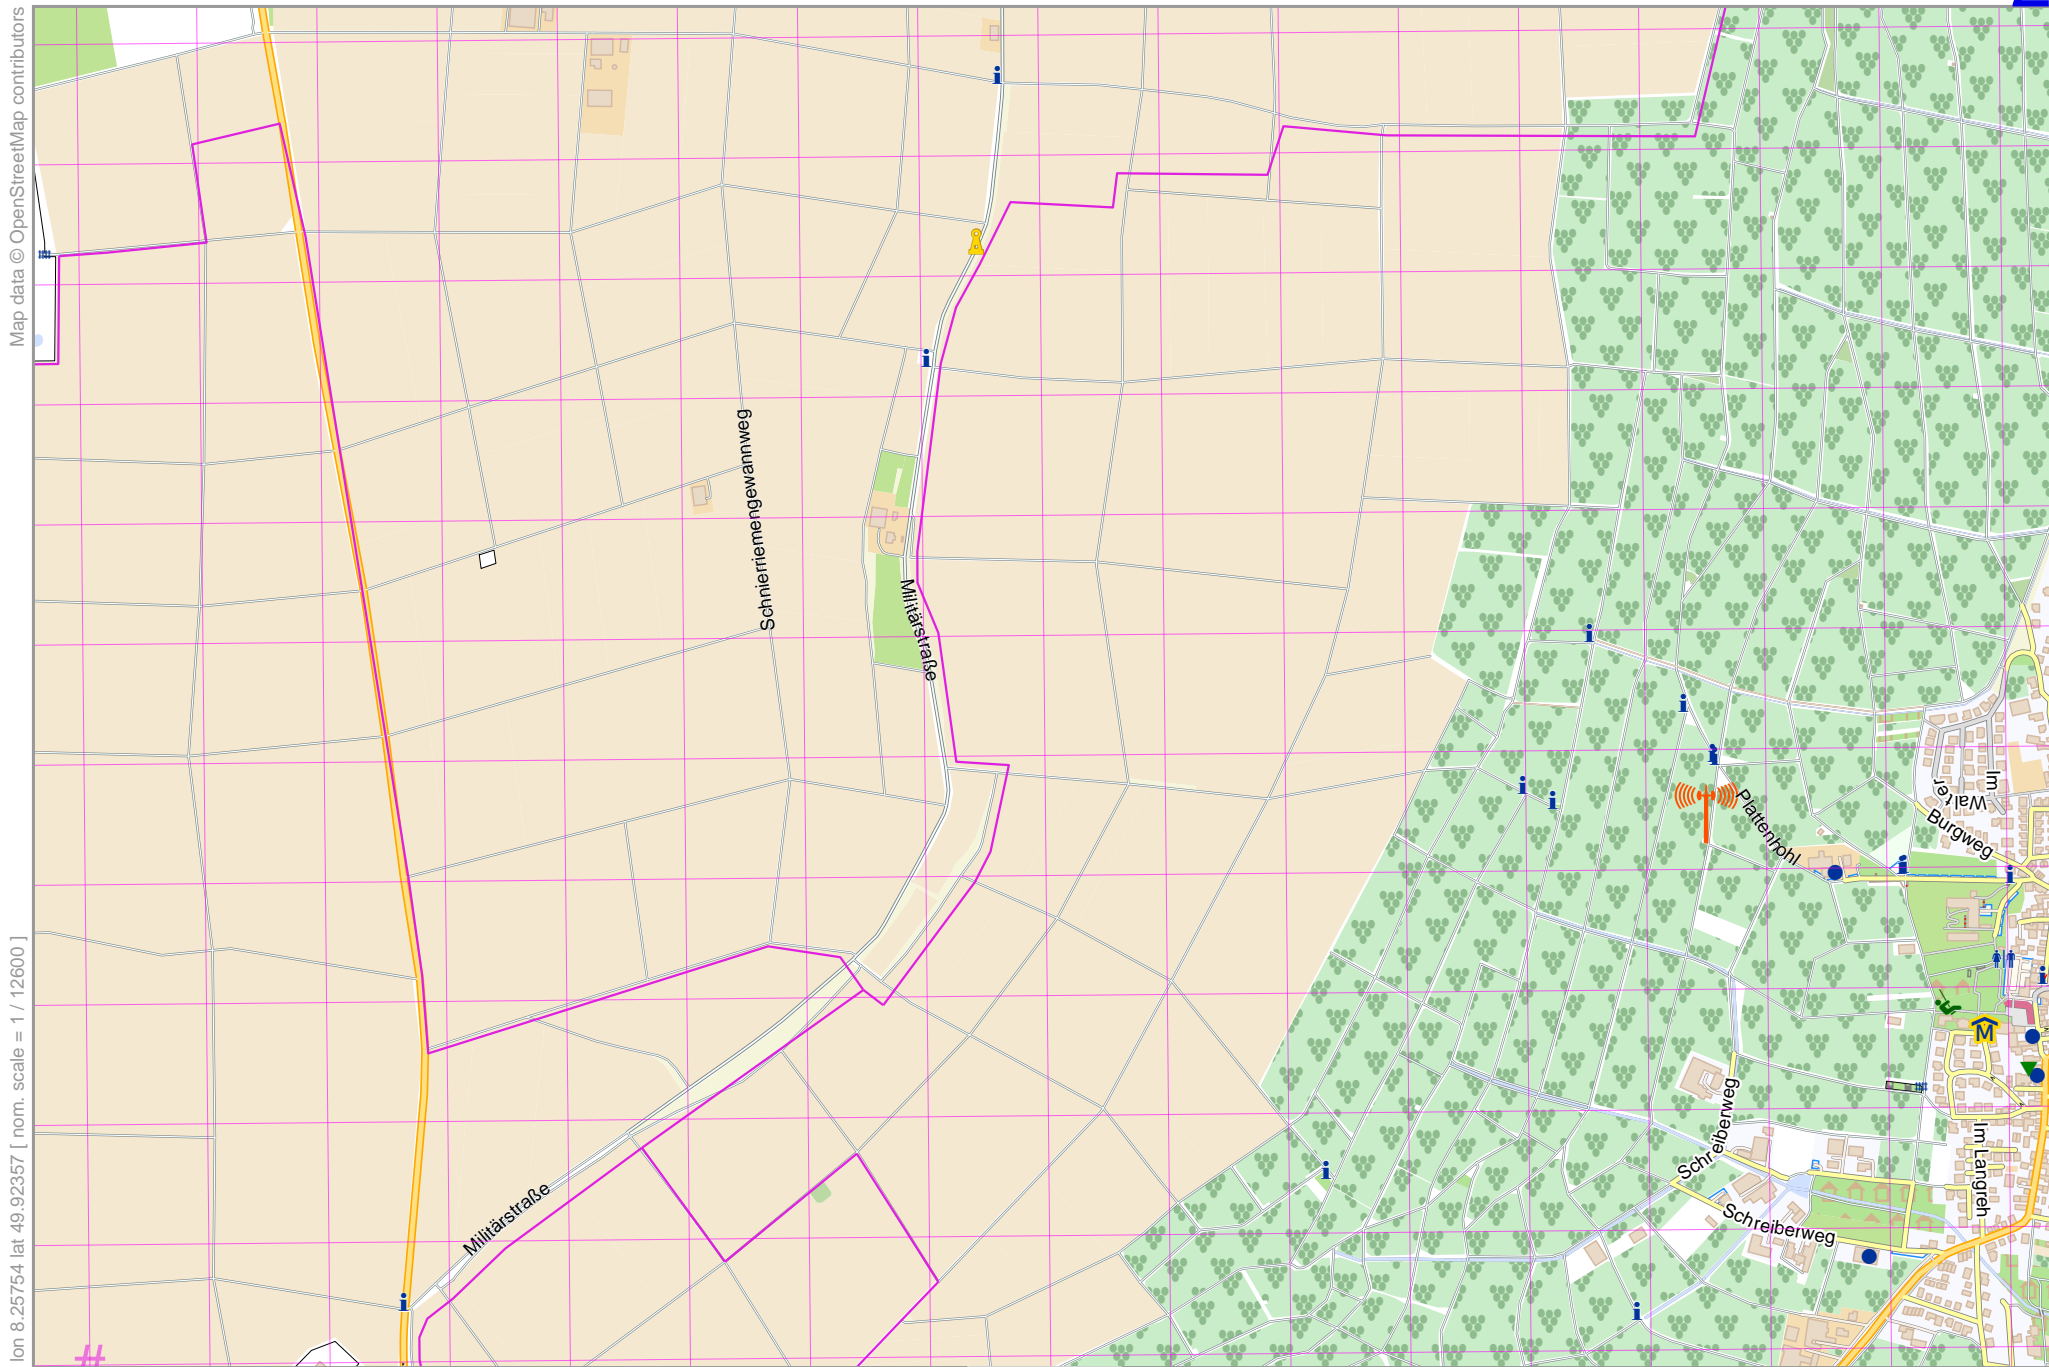 Map data © OpenStreetMap contributors
lon 8.25754 lat 49.92357 [ nom. scale = 1 / 12600 ]
Schnierriemengewannweg
Militärstraße
Militärstraße
Plattenhohl
Im
Walter
Burgweg
M
Schreiberweg
Schreiberweg
Im Langreh
#